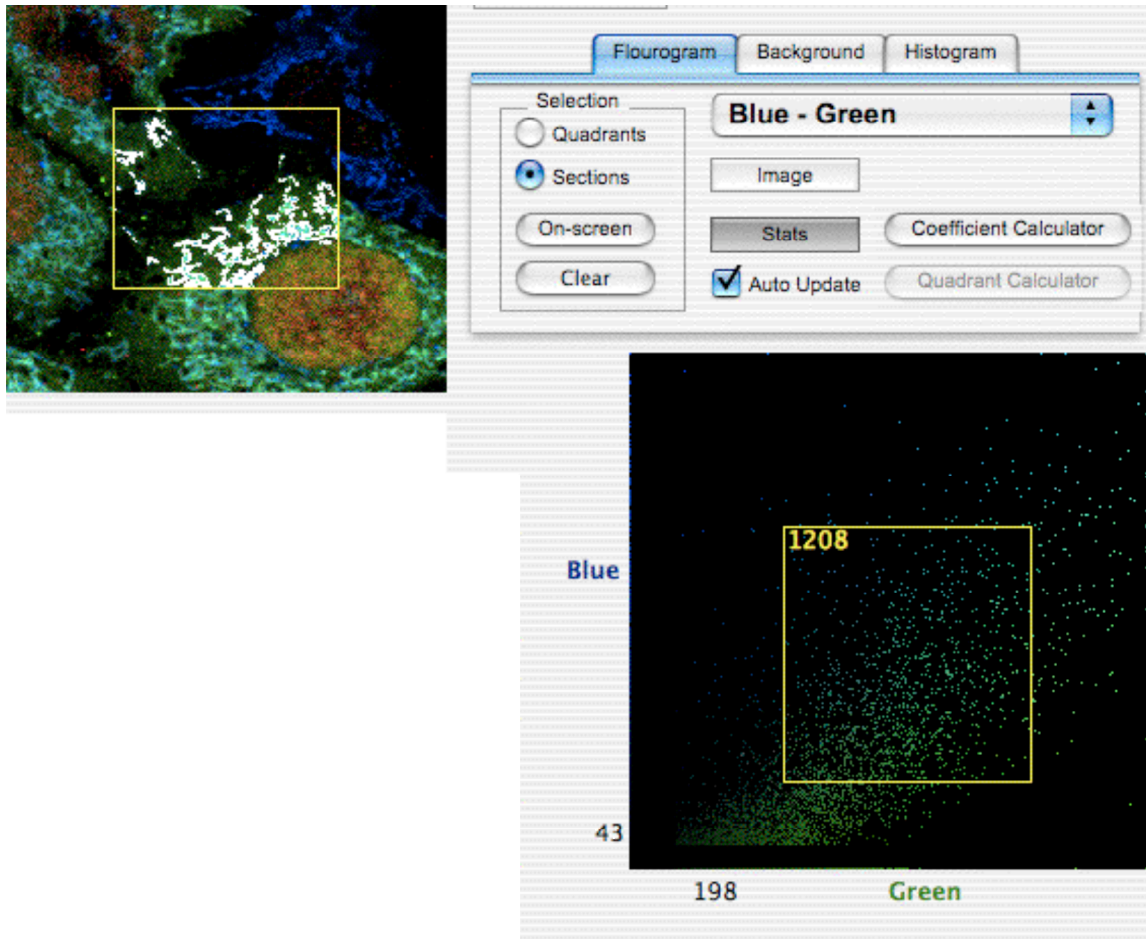 Flourogram Background Histogram
Selection
Quadrants
Sections
On-screen
Clear
Blue - Green
Image
Stats
Coefficient Calculator
Auto Update
Quadrant Calculator
1208
Blue
43
198
Green